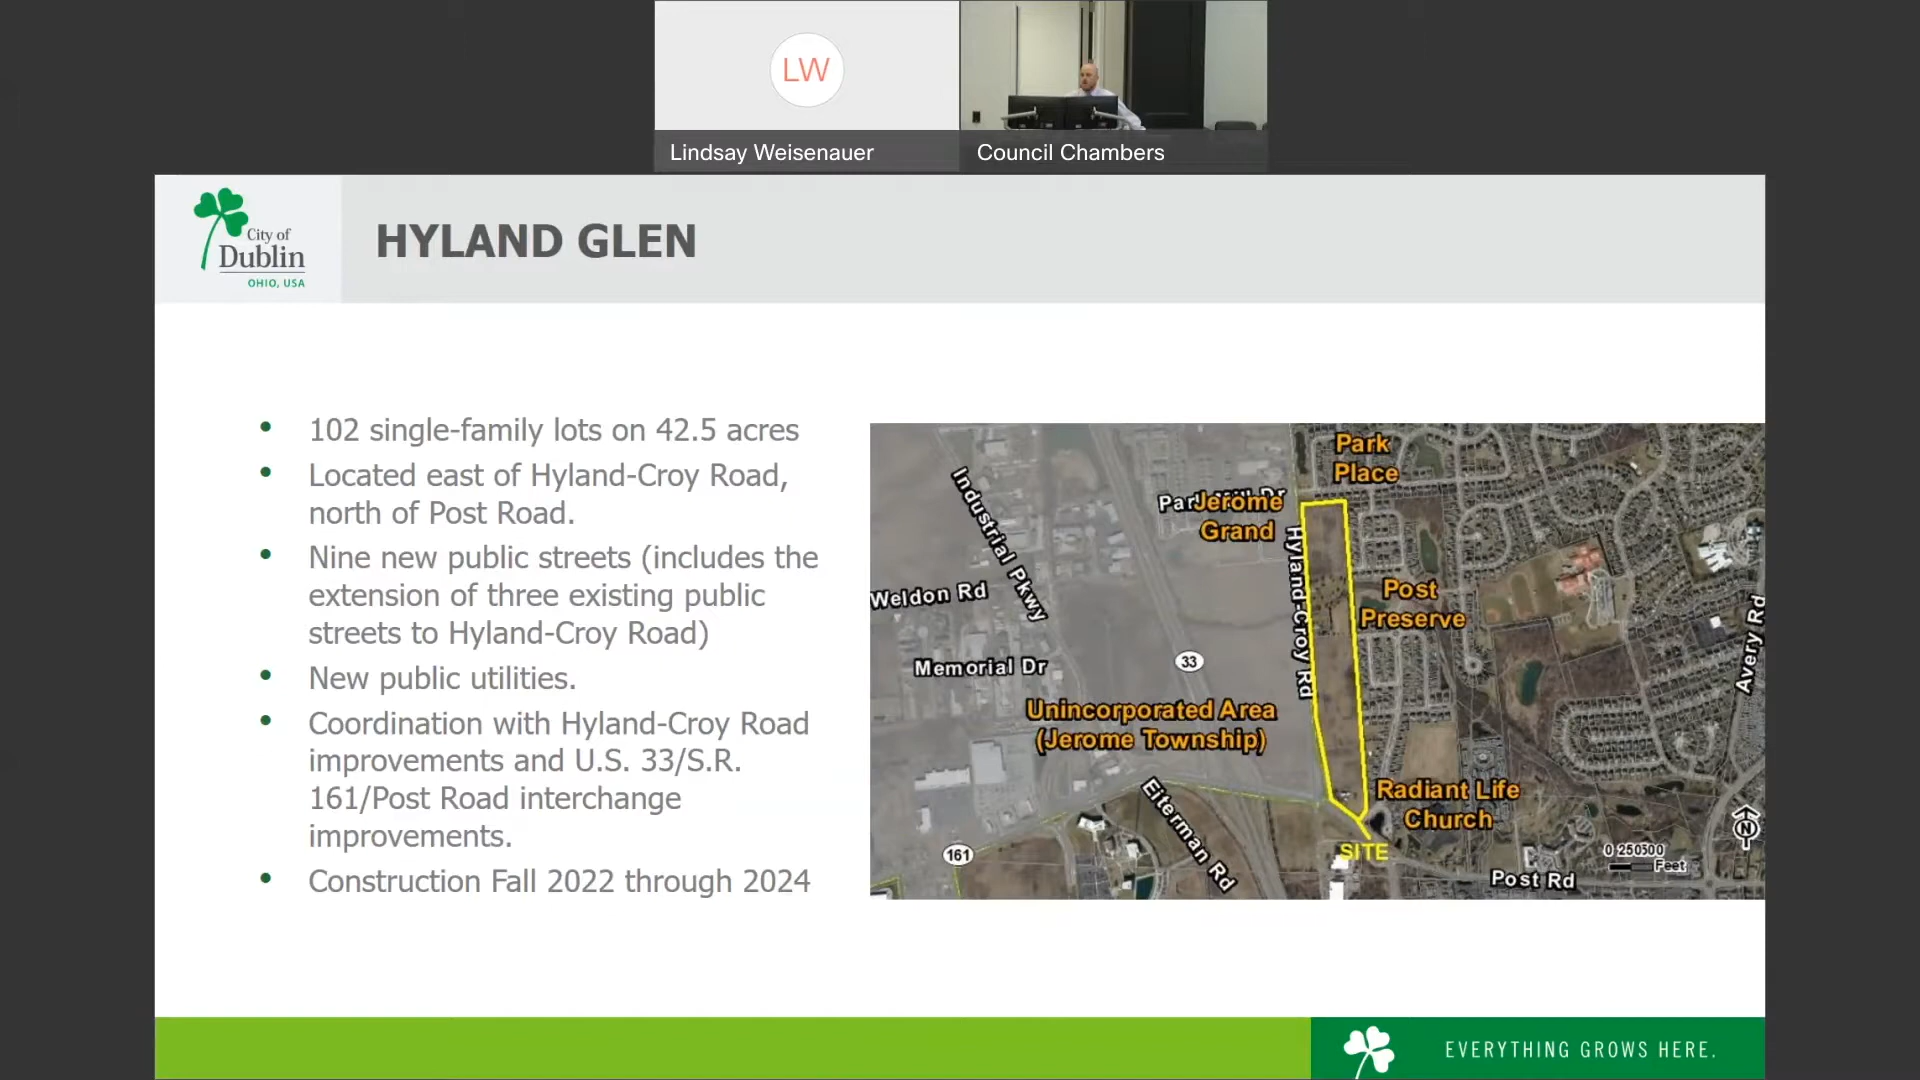 LW
Lindsay Weisenauer
Council Chambers
City of
Dublin
OHIO, USA
HYLAND GLEN
• 102 single-family lots on 42.5 acres
• Located east of Hyland-Croy Road,
north of Post Road.
• Nine new public streets (includes the
extension of three existing public
streets to Hyland-Croy Road)
• New public utilities.
• Coordination with Hyland-Croy Road
improvements and U.S. 33/S.R.
161/Post Road interchange
improvements.
• Construction Fall 2022 through 2024
Park
Place
Jerome
Grand
Industrial Pkwy
Hyland-Croy Rd
Weldon Rd
Post
Preserve
Avery Rd
Memorial Dr
33
Unincorporated Area
(Jerome Township)
Eiterman Rd
Radiant Life
Church
N
161
SITE
0 250500
Feet
Post Rd
EVERYTHING GROWS HERE.